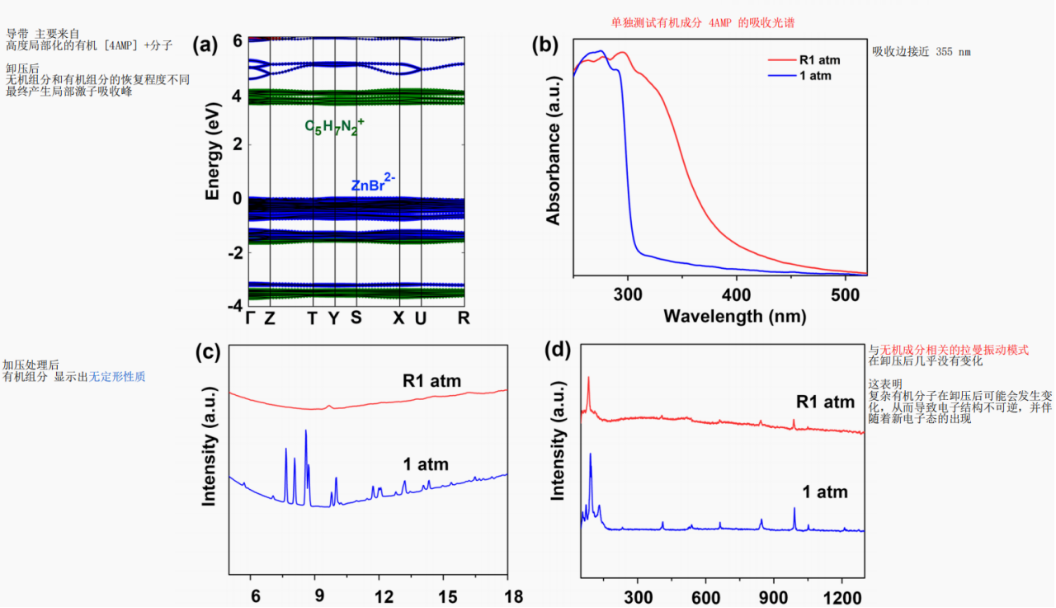 导带 主要来自
高度局部化的有机 [4AMP] +分子
卸压后
无机组分和有机组分的恢复程度不同
最终产生局部激子吸收峰
(a)
Energy (eV)
6
4
2
0
-2
-4
C5H7N2+
ZnBr2-
Γ Z T Y S X U R
单独测试有机成分 4AMP 的吸收光谱
(b)
Absorbance (a.u.)
R1 atm
1 atm
300 400 500
Wavelength (nm)
吸收边接近 355 nm
加压处理后
有机组分 显示出无定形性质
(c)
Intensity (a.u.)
R1 atm
1 atm
6 9 12 15 18
(d)
Intensity (a.u.)
R1 atm
1 atm
300 600 900 1200
与无机成分相关的拉曼振动模式
在卸压后几乎没有变化
这表明
复杂有机分子在卸压后可能会发生变
化，从而导致电子结构不可逆，并伴
随着新电子态的出现